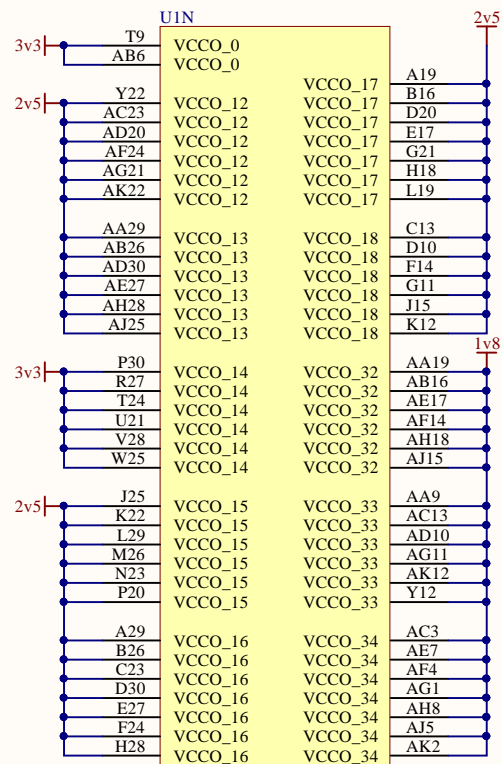 U1N
2v5
3v3
T9 VCCO_0
AB6 VCCO_0
VCCO_17 A19
2v5
Y22 VCCO_12 VCCO_17 B16
AC23 VCCO_12 VCCO_17 D20
AD20 VCCO_12 VCCO_17 E17
AF24 VCCO_12 VCCO_17 G21
AG21 VCCO_12 VCCO_17 H18
AK22 VCCO_12 VCCO_17 L19
AA29 VCCO_13 VCCO_18 C13
AB26 VCCO_13 VCCO_18 D10
AD30 VCCO_13 VCCO_18 F14
AE27 VCCO_13 VCCO_18 G11
AH28 VCCO_13 VCCO_18 J15
AJ25 VCCO_13 VCCO_18 K12
1v8
3v3
P30 VCCO_14 VCCO_32 AA19
R27 VCCO_14 VCCO_32 AB16
T24 VCCO_14 VCCO_32 AE17
U21 VCCO_14 VCCO_32 AF14
V28 VCCO_14 VCCO_32 AH18
W25 VCCO_14 VCCO_32 AJ15
2v5
J25 VCCO_15 VCCO_33 AA9
K22 VCCO_15 VCCO_33 AC13
L29 VCCO_15 VCCO_33 AD10
M26 VCCO_15 VCCO_33 AG11
N23 VCCO_15 VCCO_33 AK12
P20 VCCO_15 VCCO_33 Y12
A29 VCCO_16 VCCO_34 AC3
B26 VCCO_16 VCCO_34 AE7
C23 VCCO_16 VCCO_34 AF4
D30 VCCO_16 VCCO_34 AG1
E27 VCCO_16 VCCO_34 AH8
F24 VCCO_16 VCCO_34 AJ5
H28 VCCO_16 VCCO_34 AK2